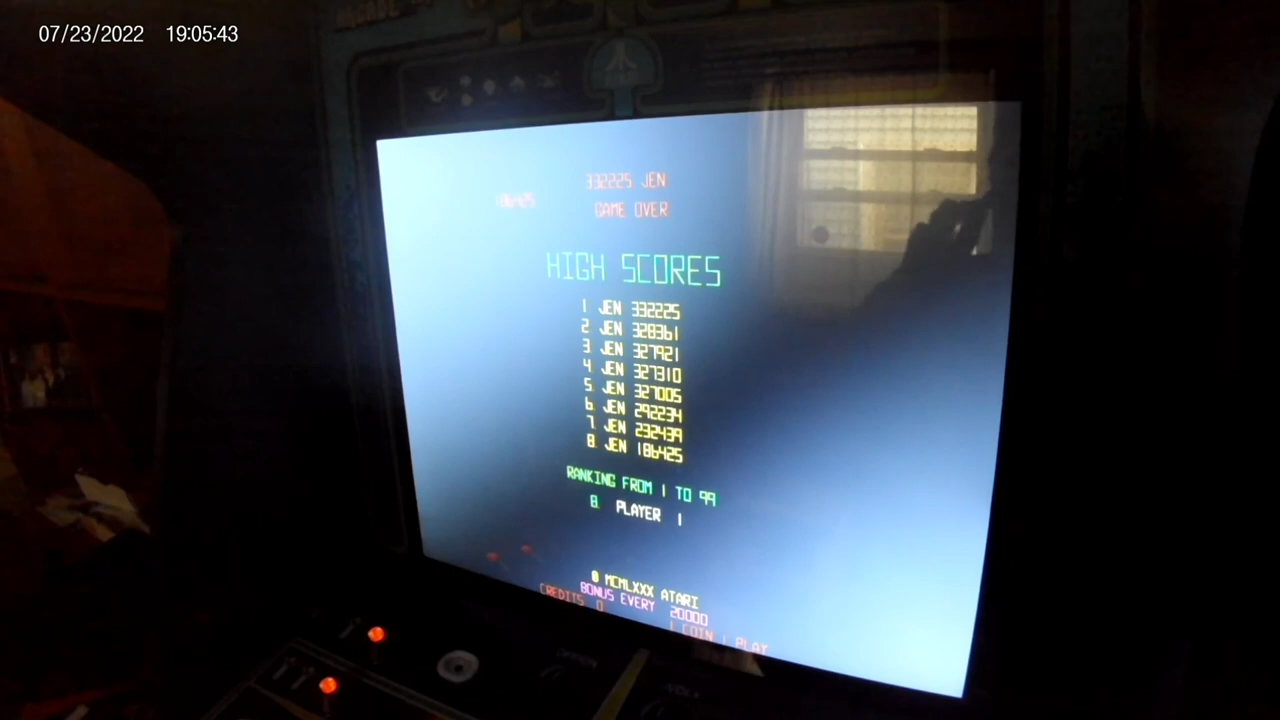 07/23/2022 19:05:43
332225 JEN
186425 GAME OVER
HIGH SCORES
1 JEN 332225
2 JEN 328361
3 JEN 327921
4 JEN 327310
5 JEN 327005
6 JEN 292234
7 JEN 232439
8 JEN 186425
RANKING FROM 1 TO 99
8 PLAYER 1
MCMLXXX ATARI
BONUS EVERY 20000
CREDITS 0
1 COIN 1 PLAY